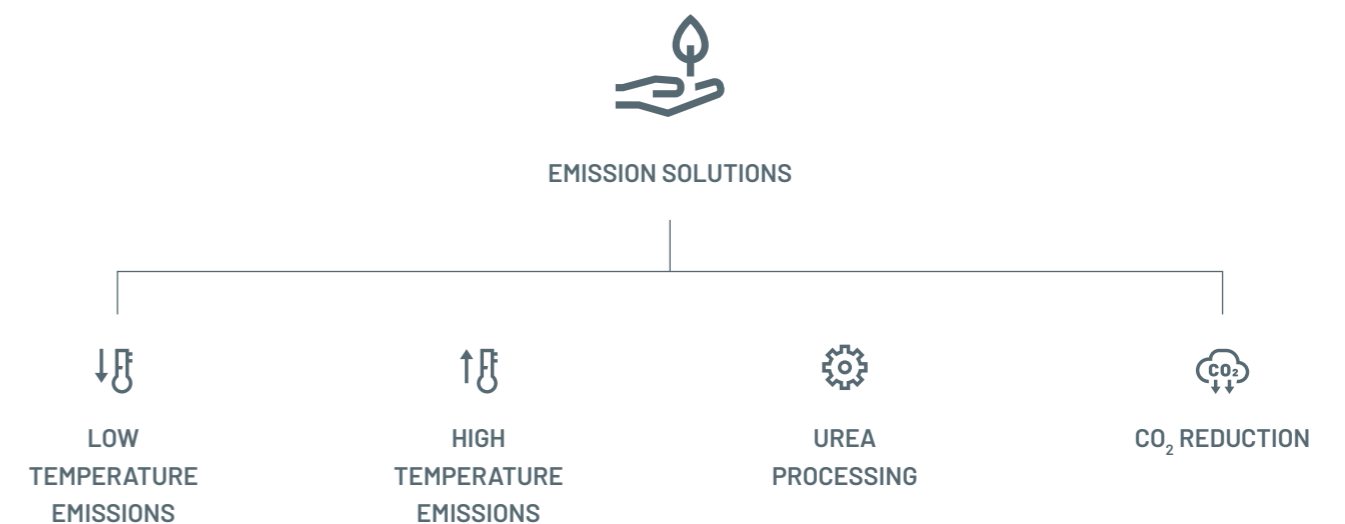 EMISSION SOLUTIONS
CO₂
LOW
TEMPERATURE
EMISSIONS
HIGH
TEMPERATURE
EMISSIONS
UREA
PROCESSING
CO₂ REDUCTION